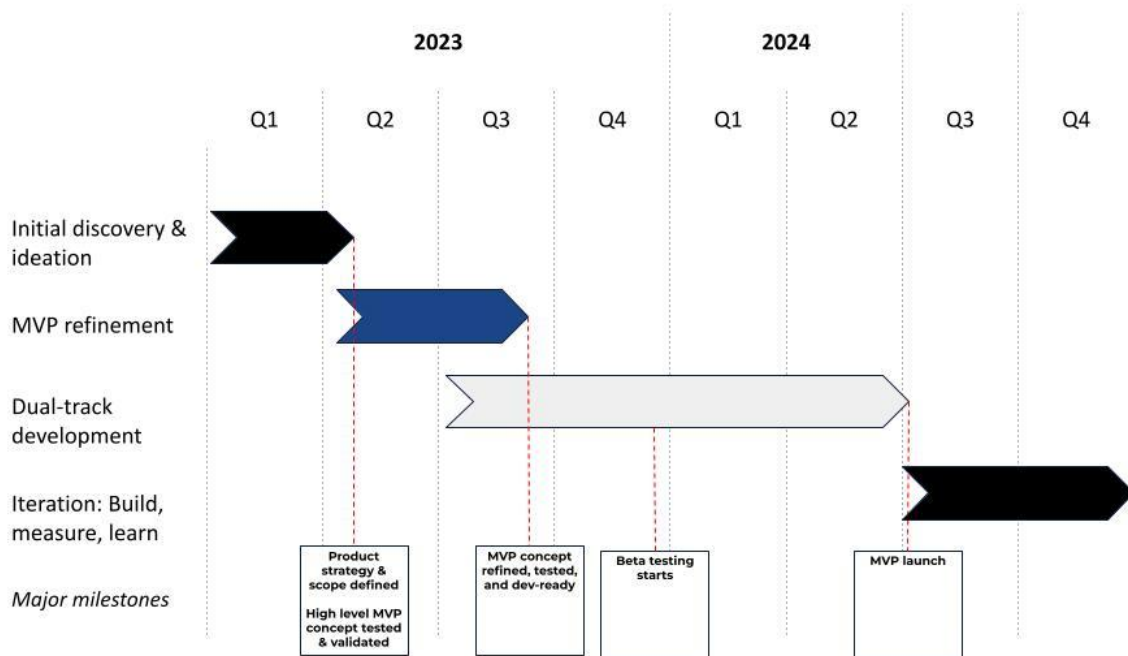 2023
2024
Q1
Q2
Q3
Q4
Q1
Q2
Q3
Q4
Initial discovery &
ideation
MVP refinement
Dual-track
development
Iteration: Build,
measure, learn
Major milestones
Product
strategy &
scope defined
High level MVP
concept tested
& validated
MVP concept
refined, tested,
and dev-ready
Beta testing
starts
MVP launch